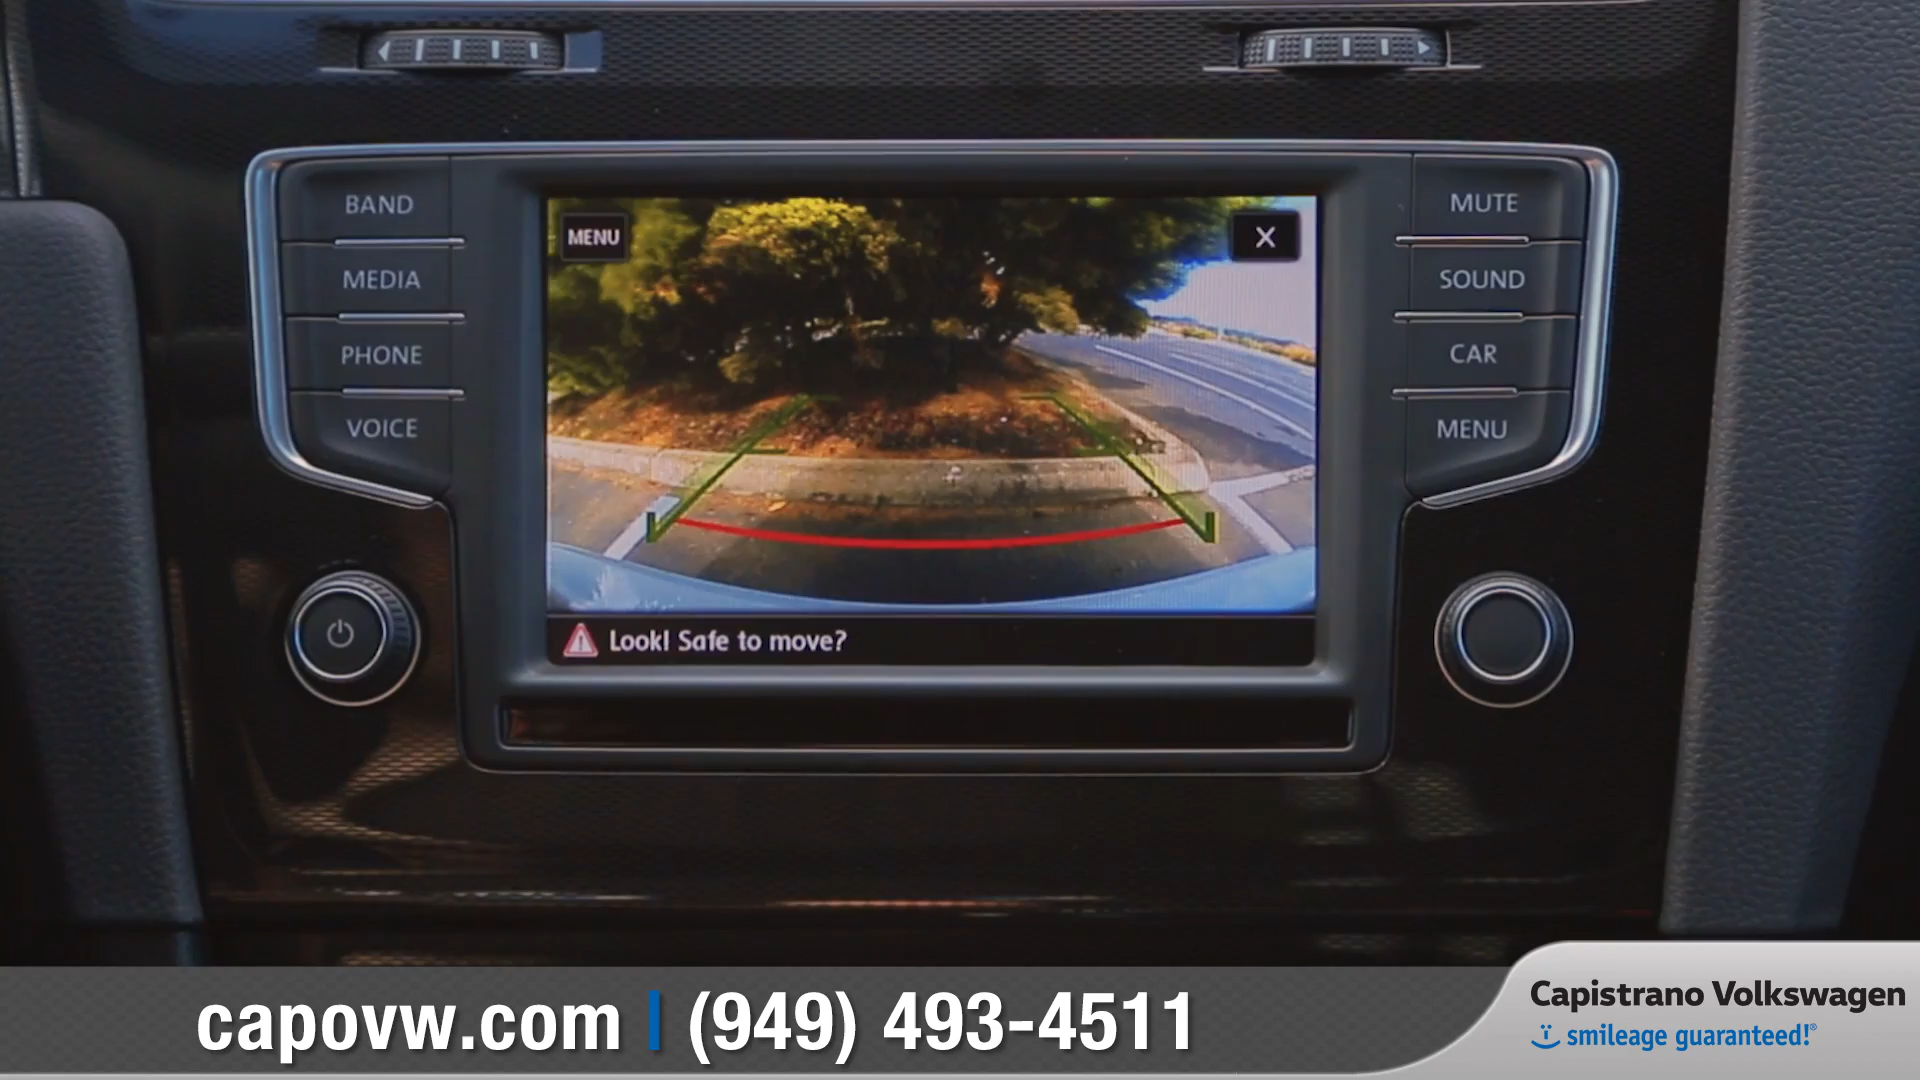 BAND
MEDIA
PHONE
VOICE
MENU
X
Look! Safe to move?
MUTE
SOUND
CAR
MENU
capovw.com | (949) 493-4511
Capistrano Volkswagen
smileage guaranteed!®